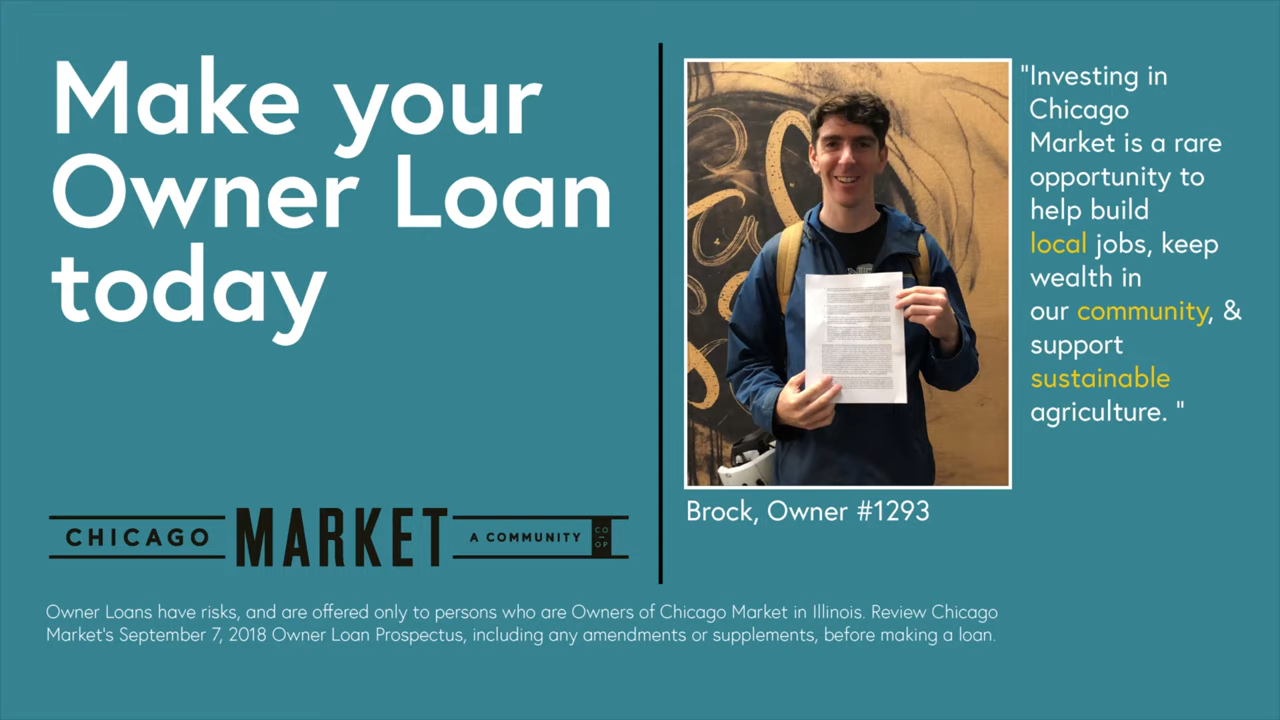 Make your
Owner Loan
today
CHICAGO MARKET A COMMUNITY CO-OP
"Investing in
Chicago
Market is a rare
opportunity to
help build
local jobs, keep
wealth in
our community, &
support
sustainable
agriculture. "
Brock, Owner #1293
Owner Loans have risks, and are offered only to persons who are Owners of Chicago Market in Illinois. Review Chicago
Market's September 7, 2018 Owner Loan Prospectus, including any amendments or supplements, before making a loan.